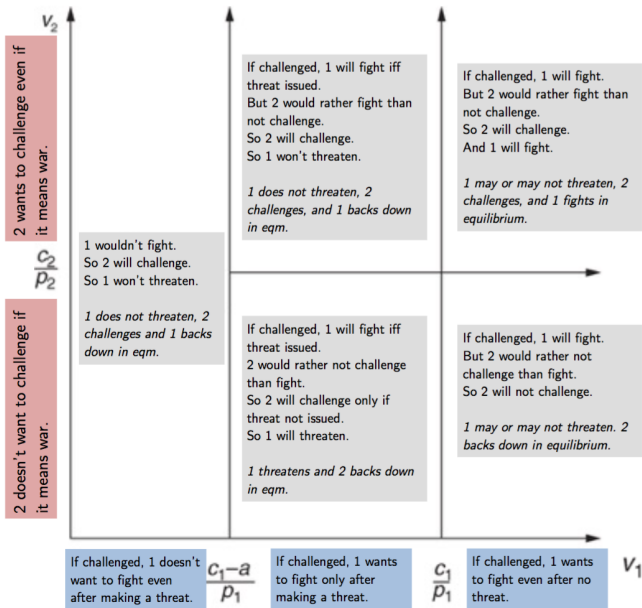 V2
2 wants to challenge even if
it means war.
If challenged, 1 will fight iff
threat issued.
But 2 would rather fight than
not challenge.
So 2 will challenge.
So 1 won't threaten.
1 does not threaten, 2
challenges, and 1 backs down
in eqm.
If challenged, 1 will fight.
But 2 would rather fight than
not challenge.
So 2 will challenge.
And 1 will fight.
1 may or may not threaten, 2
challenges, and 1 fights in
equilibrium.
1 wouldn't fight.
So 2 will challenge.
So 1 won't threaten.
1 does not threaten, 2
challenges and 1 backs
down in eqm.
c2
p2
2 doesn't want to challenge if
it means war.
If challenged, 1 will fight iff
threat issued.
2 would rather not challenge
than fight.
So 2 will challenge only if
threat not issued.
So 1 will threaten.
1 threatens and 2 backs down
in eqm.
If challenged, 1 will fight.
But 2 would rather not
challenge than fight.
So 2 will not challenge.
1 may or may not threaten. 2
backs down in equilibrium.
If challenged, 1 doesn't
want to fight even
after making a threat.
c1−a
p1
If challenged, 1 wants
to fight only after
making a threat.
c1
p1
If challenged, 1 wants
to fight even after no
threat.
V1